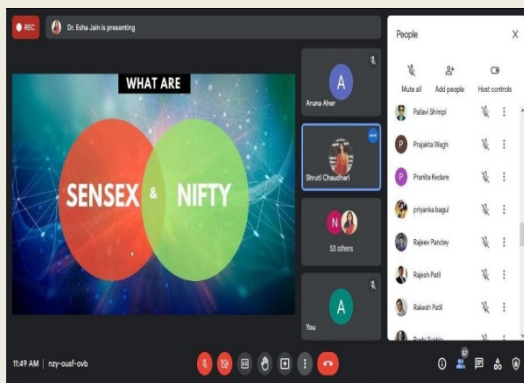 REC
Dr. Esha Jain is presenting
WHAT ARE
SENSEX & NIFTY
A
Aruna Aher
Shruti Chaudhari
N
53 others
A
You
People
Mute all
Add people
Host controls
Pallavi Shimpi
P Prajakta Wagh
P Pranita Kedare
priyanka bagul
Rajeev Pandey
Rajesh Patil
Rakesh Patil
11:49 AM | nzy-ousf-ovb
57